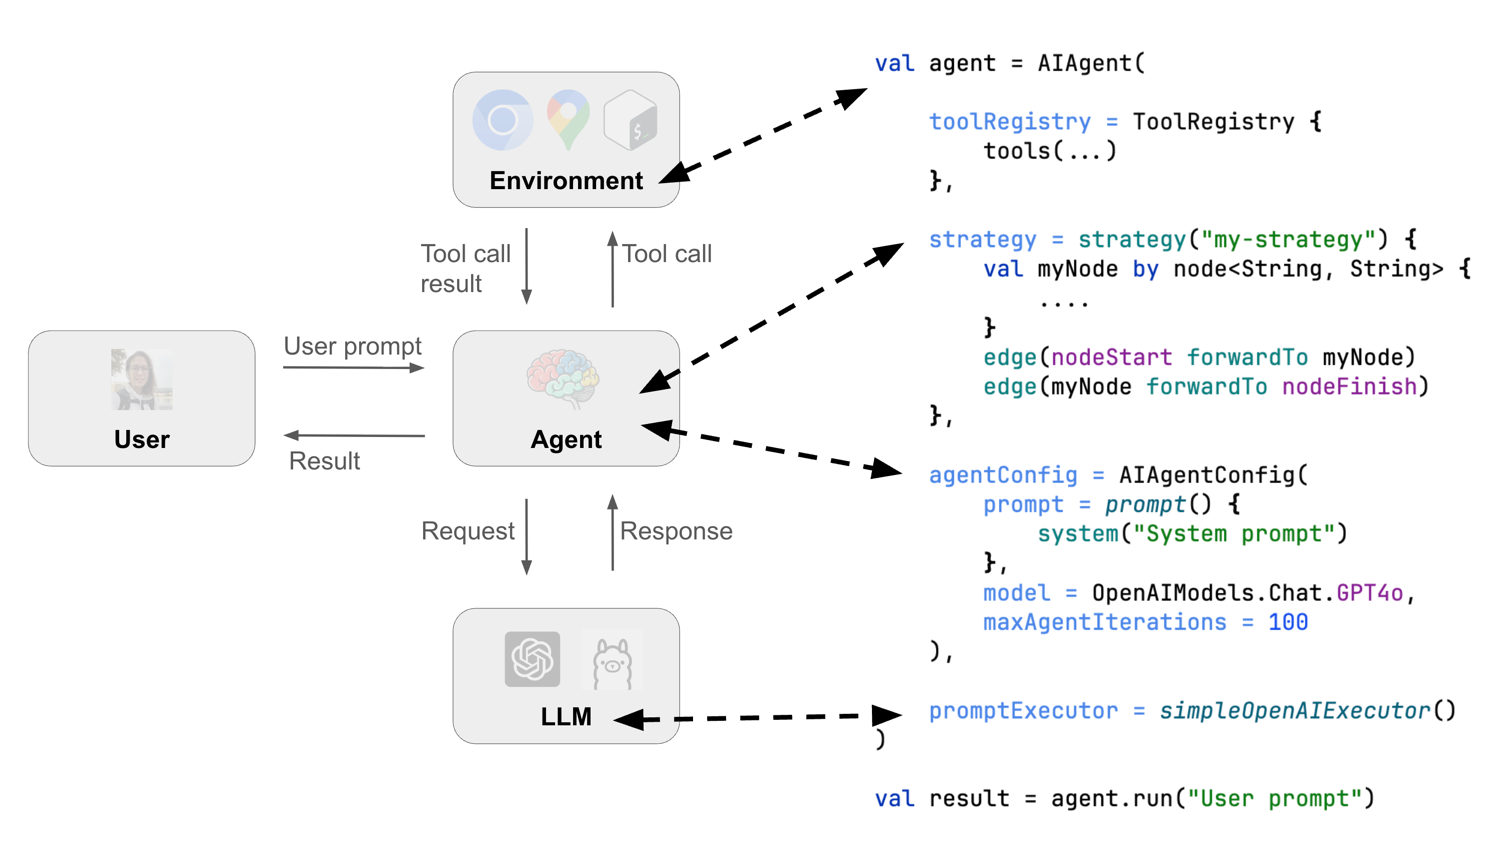 Environment
$_
Tool call
result
Tool call
User prompt
User
Result
Agent
Request
Response
LLM
val agent = AIAgent(
toolRegistry = ToolRegistry {
tools(...)
},
strategy = strategy("my-strategy") {
val myNode by node<String, String> {
....
}
edge(nodeStart forwardTo myNode)
edge(myNode forwardTo nodeFinish)
},
agentConfig = AIAgentConfig(
prompt = prompt() {
system("System prompt")
},
model = OpenAIModels.Chat.GPT4o,
maxAgentIterations = 100
),
promptExecutor = simpleOpenAIExecutor()
)
val result = agent.run("User prompt")